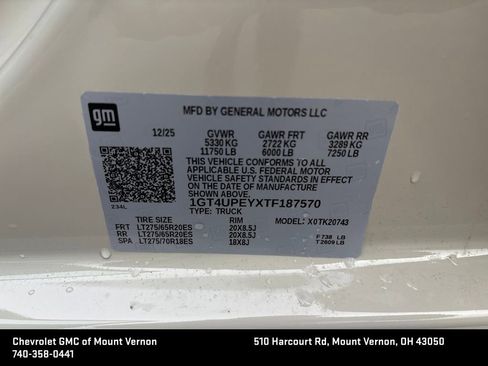 gm
MFD BY GENERAL MOTORS LLC
12/25 GVWR GAWR FRT GAWR RR
5330 KG 2722 KG 3289 KG
11750 LB 6000 LB 7250 LB
THIS VEHICLE CONFORMS TO ALL
APPLICABLE U.S. FEDERAL MOTOR
VEHICLE SAFETY STANDARDS IN
EFFECT ON THE DATE OF MANUFACTURE
SHOWN ABOVE.
1GT4UPEYXTF187570
TYPE: TRUCK MODEL: X0TK20743
234L
TIRE SIZE RIM
FRT LT275/65R20ES 20X8.5J F 738 LB
RR LT275/65R20ES 20X8.5J T 2609 LB
SPA LT275/70R18ES 18X8J
Chevrolet GMC of Mount Vernon 510 Harcourt Rd, Mount Vernon, OH 43050
740-358-0441